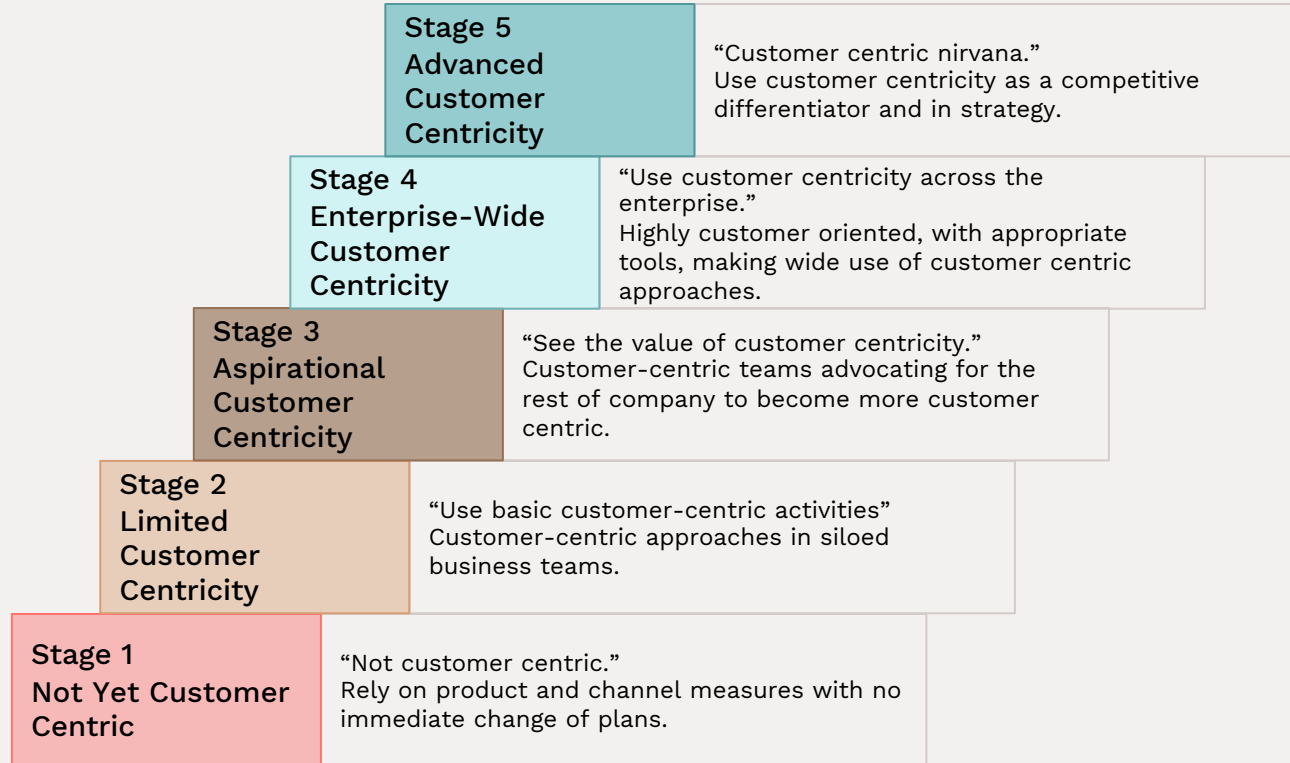 Stage 5
Advanced
Customer
Centricity
“Customer centric nirvana.”
Use customer centricity as a competitive
differentiator and in strategy.
Stage 4
Enterprise-Wide
Customer
Centricity
“Use customer centricity across the
enterprise.”
Highly customer oriented, with appropriate
tools, making wide use of customer centric
approaches.
Stage 3
Aspirational
Customer
Centricity
“See the value of customer centricity.”
Customer-centric teams advocating for the
rest of company to become more customer
centric.
Stage 2
Limited
Customer
Centricity
“Use basic customer-centric activities”
Customer-centric approaches in siloed
business teams.
Stage 1
Not Yet Customer
Centric
“Not customer centric.”
Rely on product and channel measures with no
immediate change of plans.